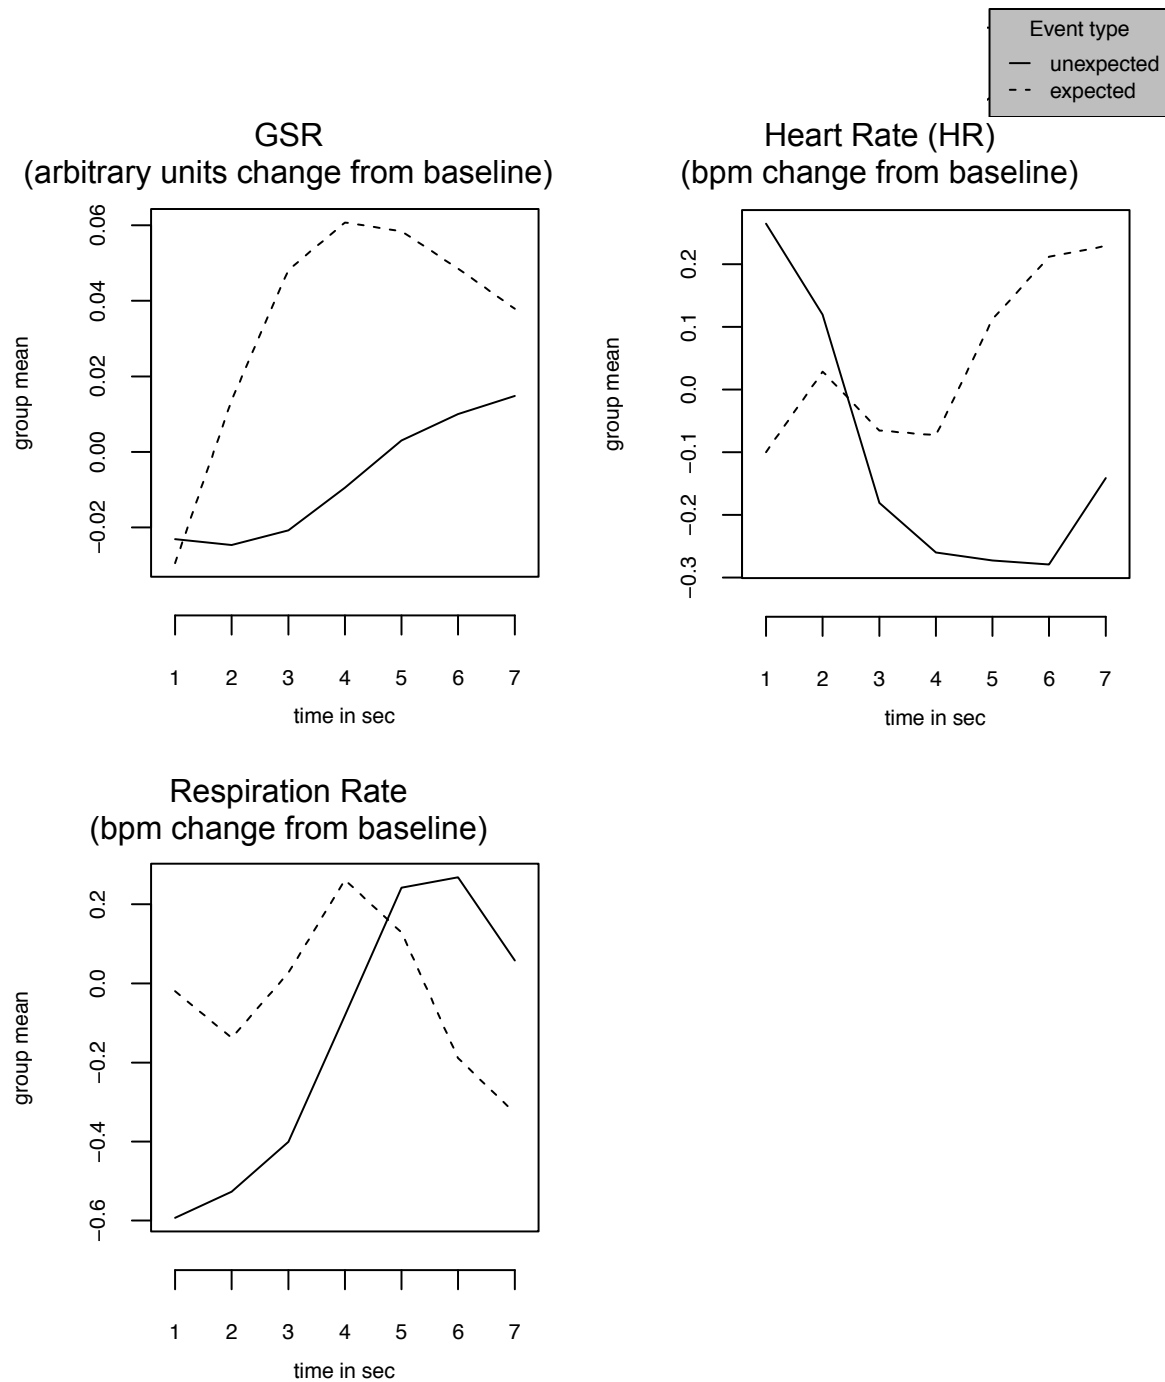 Event type
unexpected
expected
GSR
(arbitrary units change from baseline)
group mean
0.06
0.04
0.02
0.00
−0.02
1 2 3 4 5 6 7
time in sec
Heart Rate (HR)
(bpm change from baseline)
group mean
0.2
0.1
0.0
−0.1
−0.2
−0.3
1 2 3 4 5 6 7
time in sec
Respiration Rate
(bpm change from baseline)
group mean
0.2
0.0
−0.2
−0.4
−0.6
1 2 3 4 5 6 7
time in sec